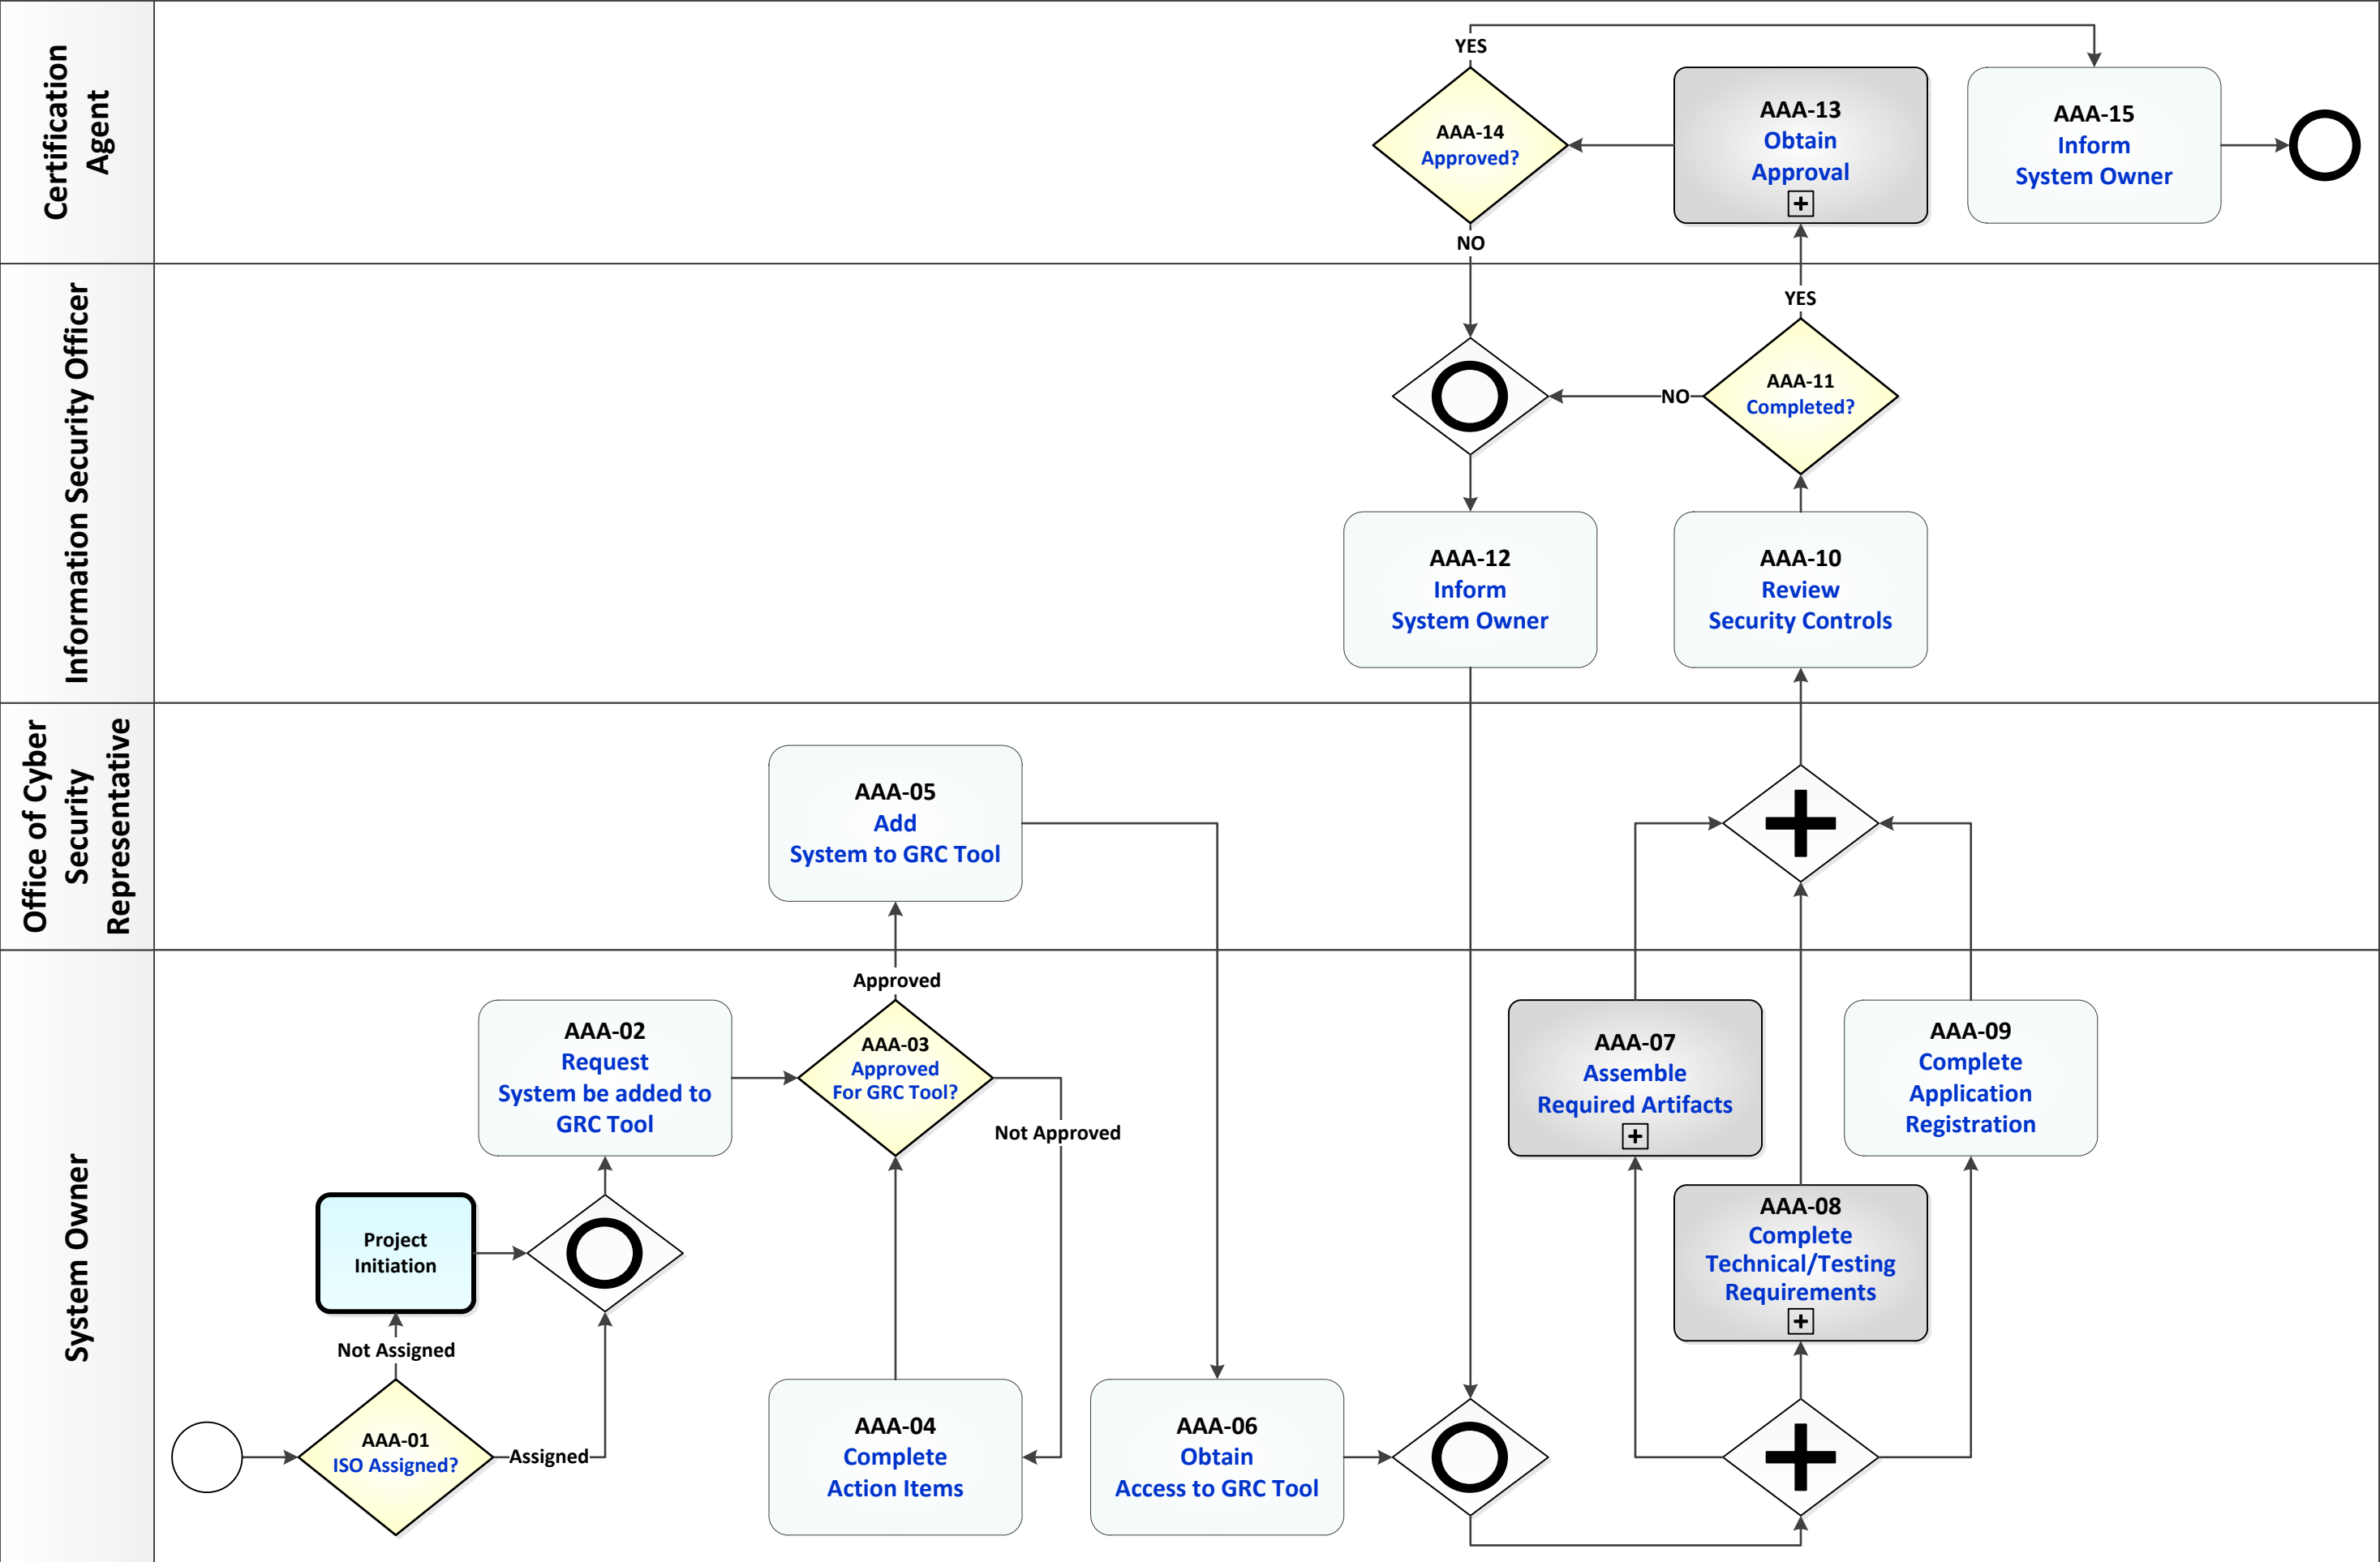 Certification
Agent
YES
AAA-14
Approved?
NO
AAA-13
Obtain
Approval
AAA-15
Inform
System Owner
Information Security Officer
YES
AAA-11
Completed?
NO
AAA-12
Inform
System Owner
AAA-10
Review
Security Controls
Office of Cyber
Security
Representative
AAA-05
Add
System to GRC Tool
System Owner
Approved
AAA-02
Request
System be added to
GRC Tool
AAA-03
Approved
For GRC Tool?
Not Approved
AAA-07
Assemble
Required Artifacts
AAA-09
Complete
Application
Registration
AAA-08
Complete
Technical/Testing
Requirements
Project
Initiation
Not Assigned
AAA-01
ISO Assigned?
Assigned
AAA-04
Complete
Action Items
AAA-06
Obtain
Access to GRC Tool